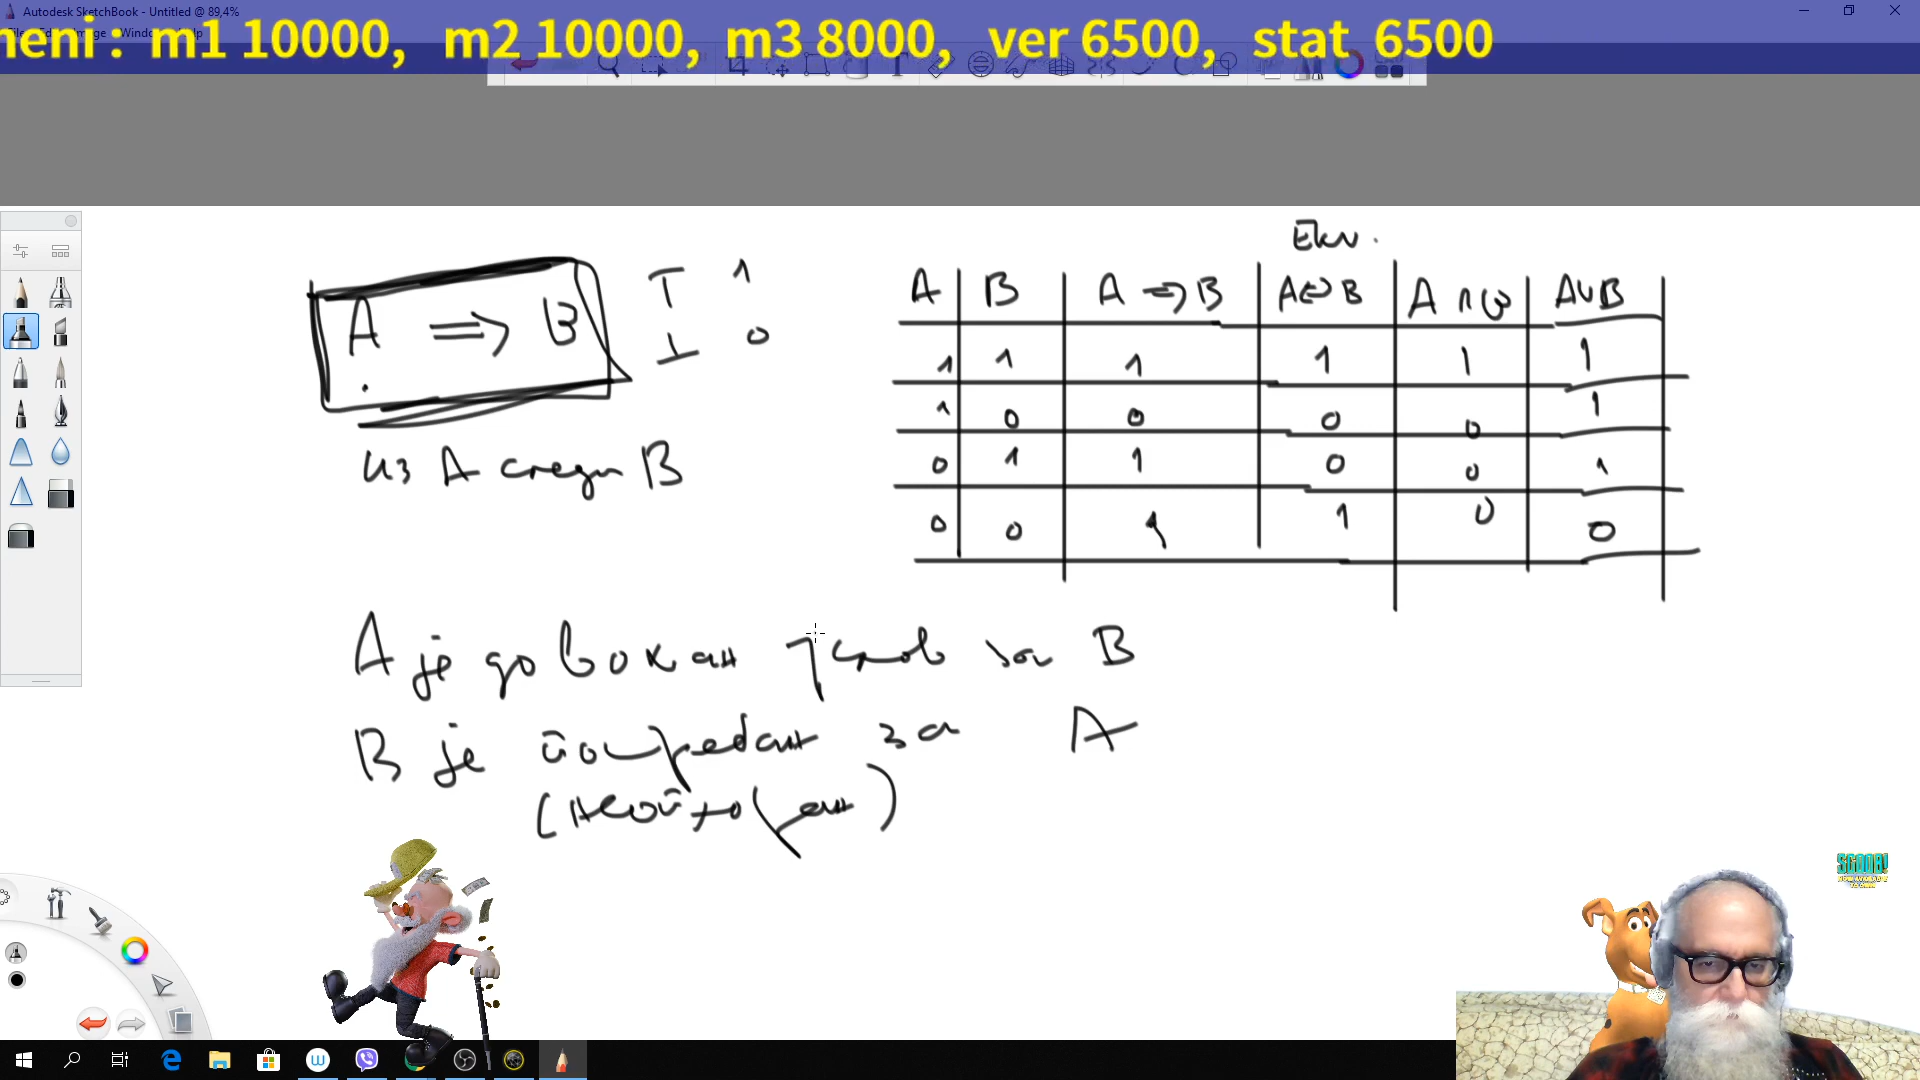 Autodesk SketchBook - Untitled @ 89,4%
neni : m1 10000, m2 10000, m3 8000, ver 6500, stat 6500
Екв.
A ⟹ B
T 1
⊥ 0
из A следи B
A B A ⇒ B A⇔B A ∧ B A∨B
1 1 1 1 1 1
1 0 0 0 0 1
0 1 1 0 0 1
0 0 1 1 0 0
A је довољан услов за B
B је потребан за A
(неопходан)
SCOOB!